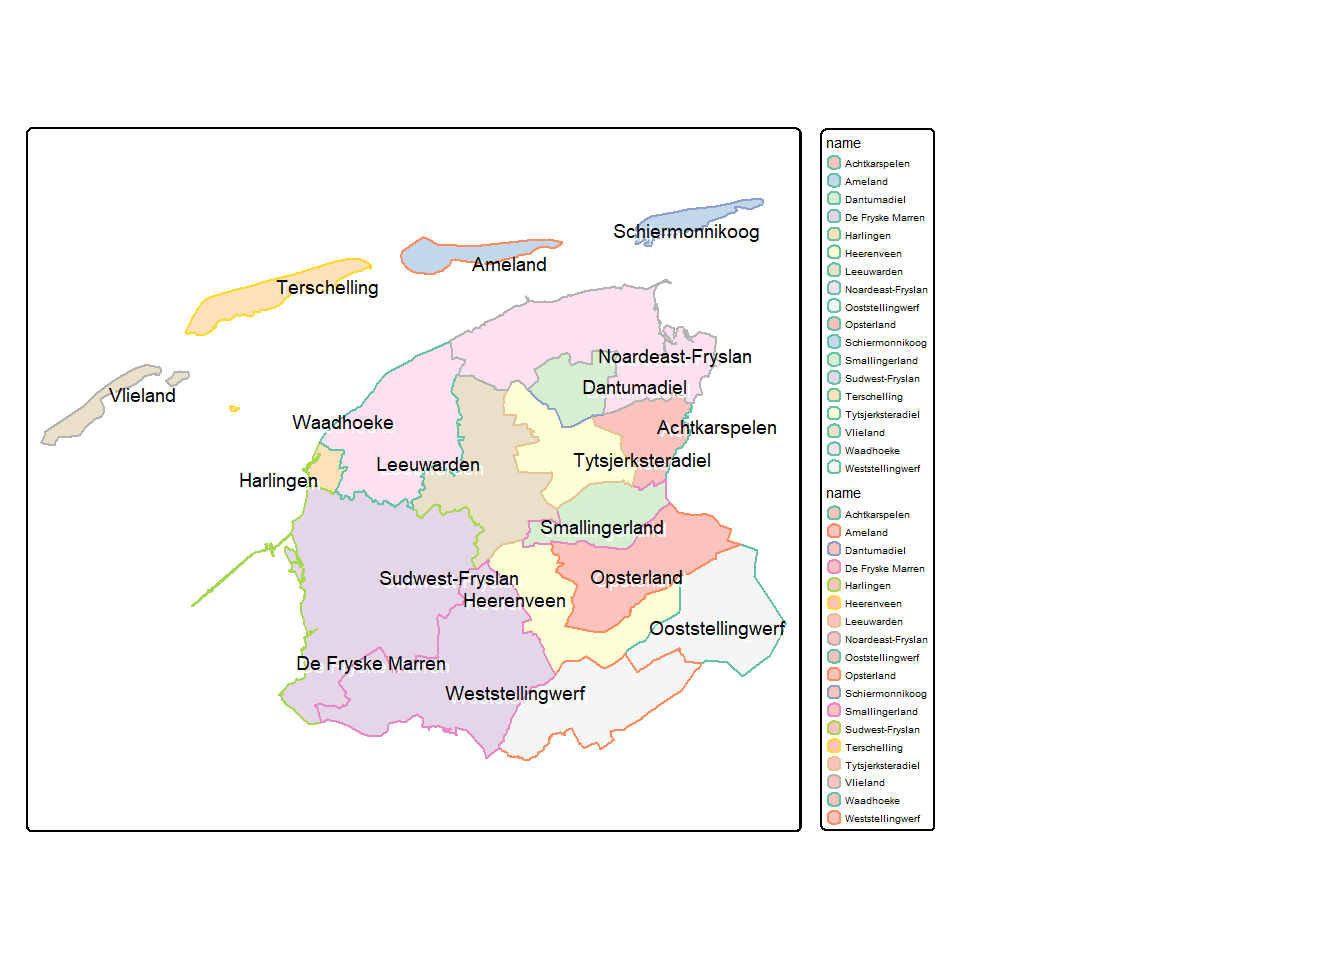 Schiermonnikoog
Ameland
Terschelling
Noardeast-Fryslan
Dantumadiel
Vlieland
Waadhoeke
Achtkarspelen
Tytsjerksteradiel
Leeuwarden
Harlingen
Smallingerland
Opsterland
Sudwest-Fryslan
Heerenveen
Ooststellingwerf
De Fryske Marren
Weststellingwerf
name
Achtkarspelen
Ameland
Dantumadiel
De Fryske Marren
Harlingen
Heerenveen
Leeuwarden
Noardeast-Fryslan
Ooststellingwerf
Opsterland
Schiermonnikoog
Smallingerland
Sudwest-Fryslan
Terschelling
Tytsjerksteradiel
Vlieland
Waadhoeke
Weststellingwerf
name
Achtkarspelen
Ameland
Dantumadiel
De Fryske Marren
Harlingen
Heerenveen
Leeuwarden
Noardeast-Fryslan
Ooststellingwerf
Opsterland
Schiermonnikoog
Smallingerland
Sudwest-Fryslan
Terschelling
Tytsjerksteradiel
Vlieland
Waadhoeke
Weststellingwerf